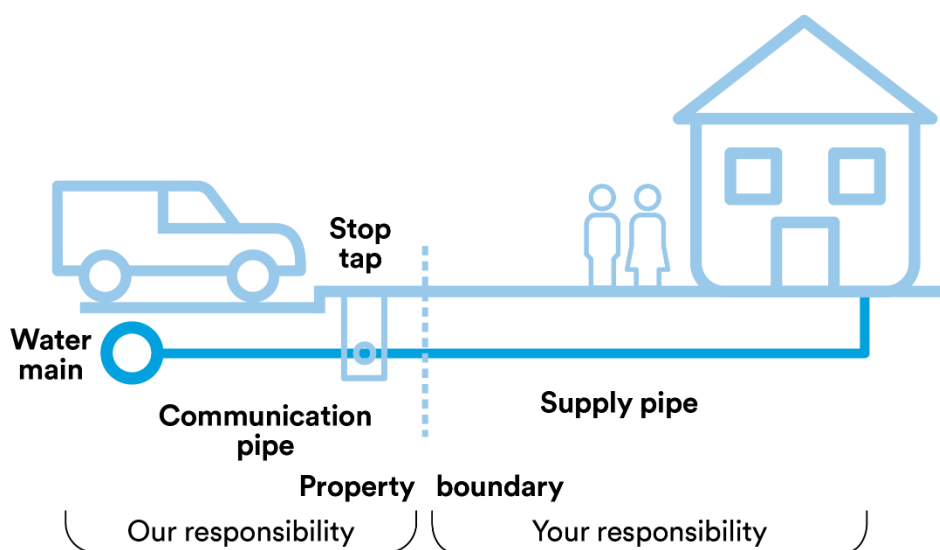 Stop
tap
Water
main
Communication
pipe
Supply pipe
Property boundary
Our responsibility
Your responsibility